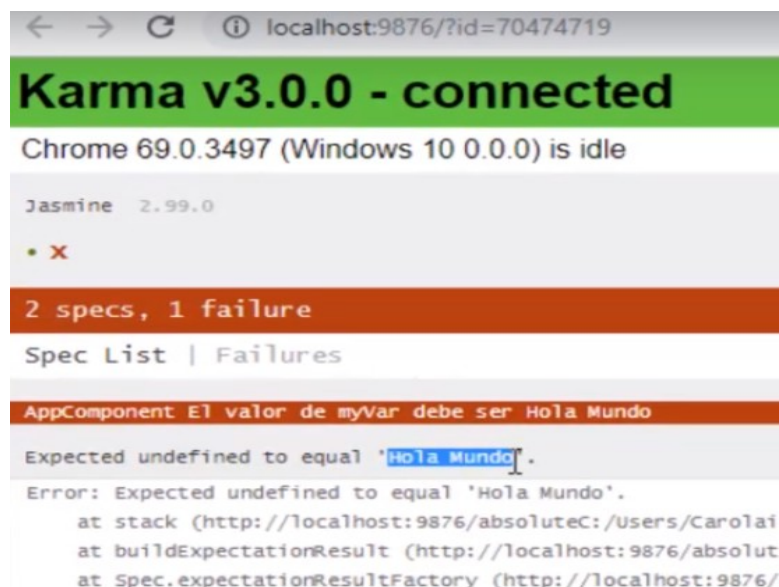 localhost:9876/?id=70474719
Karma v3.0.0 - connected
Chrome 69.0.3497 (Windows 10 0.0.0) is idle
Jasmine 2.99.0
• X
2 specs, 1 failure
Spec List | Failures
AppComponent El valor de myVar debe ser Hola Mundo
Expected undefined to equal 'Hola Mundo'.
Error: Expected undefined to equal 'Hola Mundo'.
at stack (http://localhost:9876/absoluteC:/Users/Carolai
at buildExpectationResult (http://localhost:9876/absolut
at Spec.expectationResultFactory (http://localhost:9876/